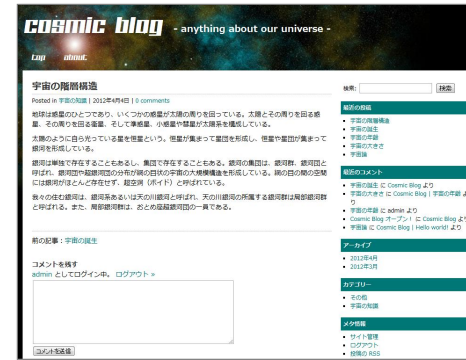 cosmic blog - anything about our universe -
top about
宇宙の階層構造
Posted in 宇宙の知識 | 2012年4月4日 | 0 comments
地球は惑星のひとつであり、いくつかの惑星が太陽の周りを回っている。太陽とその周りを回る惑
星、その周りを回る衛星、そして準惑星、小惑星や彗星が太陽系を構成している。
太陽のように自ら光っている星を恒星という。恒星が集まって星団を形成し、恒星や星団が集まって
銀河を形成している。
銀河は単独で存在することもあるし、集団で存在することもある。銀河の集団は、銀河群、銀河団と
呼ばれ、銀河団や超銀河団の分布が網の目状の宇宙の大規模構造を形成している。網の目の間の空間
には銀河がほとんど存在せず、超空洞（ボイド）と呼ばれている。
我々の住む銀河は、銀河系あるいは天の川銀河と呼ばれ、天の川銀河の所属する銀河群は局部銀河群
と呼ばれる。また、局部銀河群は、おとめ座超銀河団の一員である。
前の記事：宇宙の誕生
コメントを残す
admin としてログイン中。 ログアウト »
コメントを送信
検索: 検索
最近の投稿
宇宙の階層構造
宇宙の誕生
宇宙の年齢
宇宙の大きさ
宇宙論
最近のコメント
宇宙の誕生 に Cosmic Blog より
宇宙の大きさ に Cosmic Blog | 宇宙の年齢 よ
り
宇宙の年齢 に admin より
Cosmic Blog オープン！ に Cosmic Blog より
宇宙論 に Cosmic Blog | Hello world! より
アーカイブ
2012年4月
2012年3月
カテゴリー
その他
宇宙の知識
メタ情報
サイト管理
ログアウト
投稿の RSS